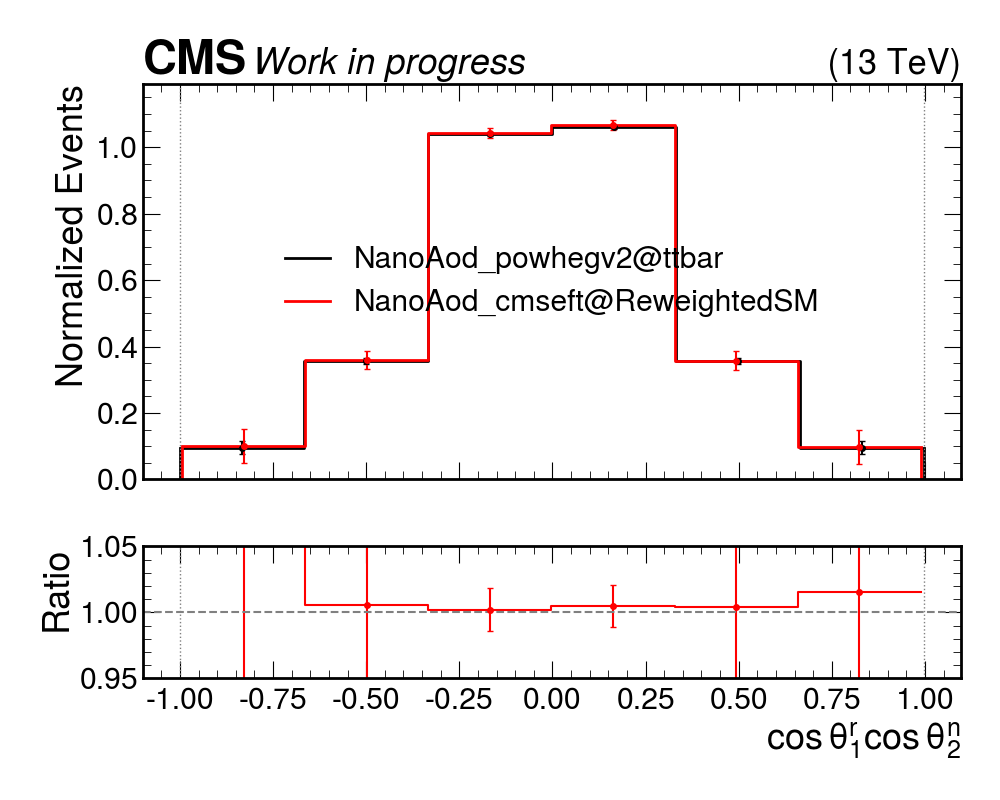 CMS Work in progress (13 TeV)
Normalized Events
1.0
0.8
0.6
0.4
0.2
0.0
NanoAod_powhegv2@ttbar
NanoAod_cmseft@ReweightedSM
Ratio
1.05
1.00
0.95
-1.00 -0.75 -0.50 -0.25 0.00 0.25 0.50 0.75 1.00
cos θ₁ʳcos θ₂ⁿ